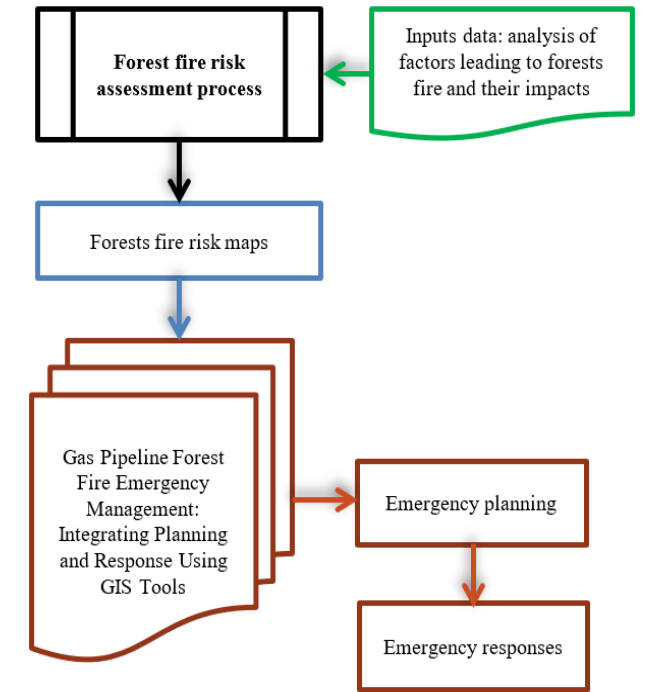 Forest fire risk
assessment process
Inputs data: analysis of
factors leading to forests
fire and their impacts
Forests fire risk maps
Gas Pipeline Forest
Fire Emergency
Management:
Integrating Planning
and Response Using
GIS Tools
Emergency planning
Emergency responses